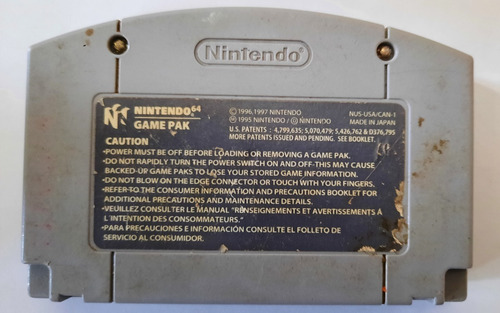 Nintendo
NINTENDO 64
GAME PAK
©1996,1997 NINTENDO
Ⓜ1995 NINTENDO / Ⓒ NINTENDO
NUS-USA/CAN-1
MADE IN JAPAN
U.S. PATENTS : 4,799,635; 5,070,479; 5,426,762 & D376,795
MORE PATENTS ISSUED AND PENDING. SEE BOOKLET.
CAUTION
•POWER MUST BE OFF BEFORE LOADING OR REMOVING A GAME PAK.
•DO NOT RAPIDLY TURN THE POWER SWITCH ON AND OFF-THIS MAY CAUSE
BACKED-UP GAME PAKS TO LOSE YOUR STORED GAME INFORMATION.
•DO NOT BLOW ON THE EDGE CONNECTOR OR TOUCH WITH YOUR FINGERS.
•REFER-TO THE CONSUMER INFORMATION AND PRECAUTIONS BOOKLET FOR
ADDITIONAL PRECAUTIONS AND MAINTENANCE DETAILS.
•VEUILLEZ CONSULTER LE MANUEL "RENSEIGNEMENTS ET AVERTISSEMENTS À
L'INTENTION DES CONSOMMATEURS."
•PARA PRECAUCIONES E INFORMACIÓN CONSULTE EL FOLLETO DE
SERVICIO AL CONSUMIDOR.